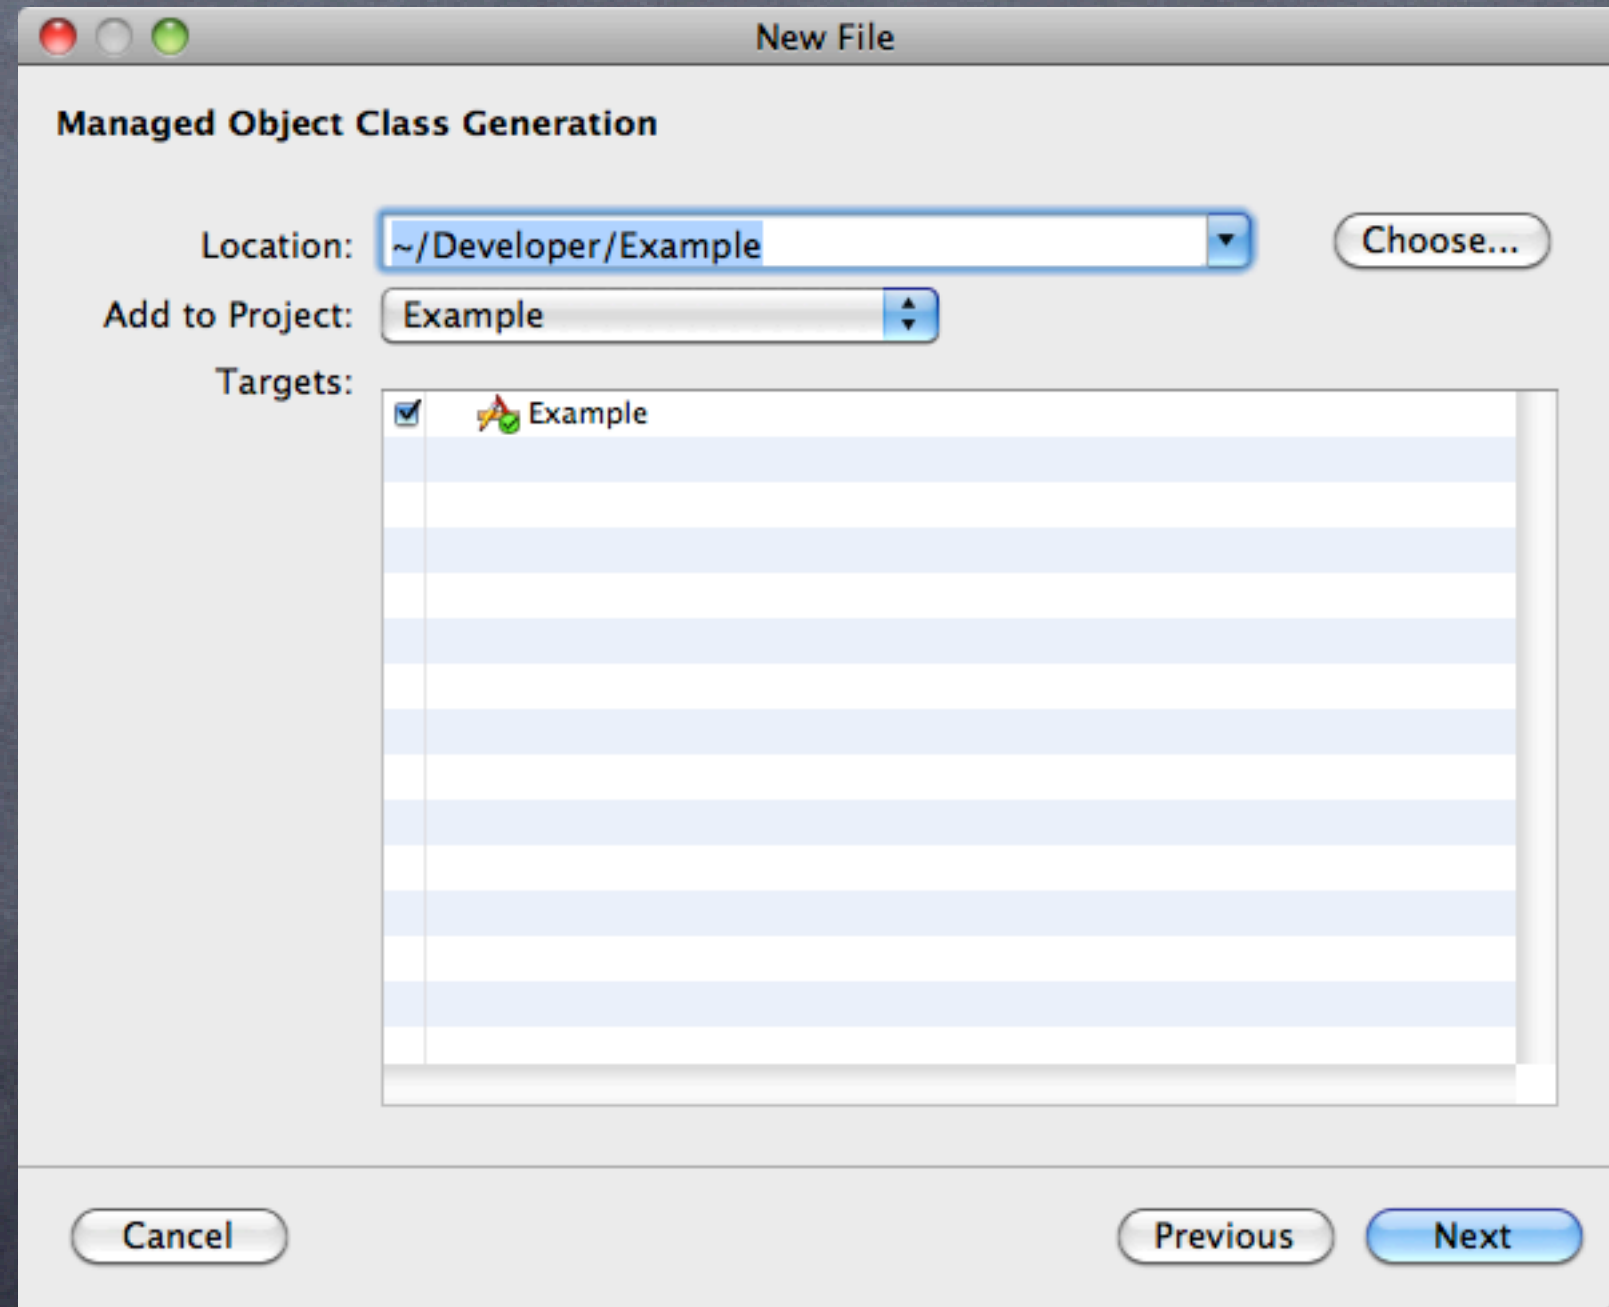 New File
Managed Object Class Generation
Location: ~/Developer/Example Choose...
Add to Project: Example
Targets:
Example
Cancel Previous Next